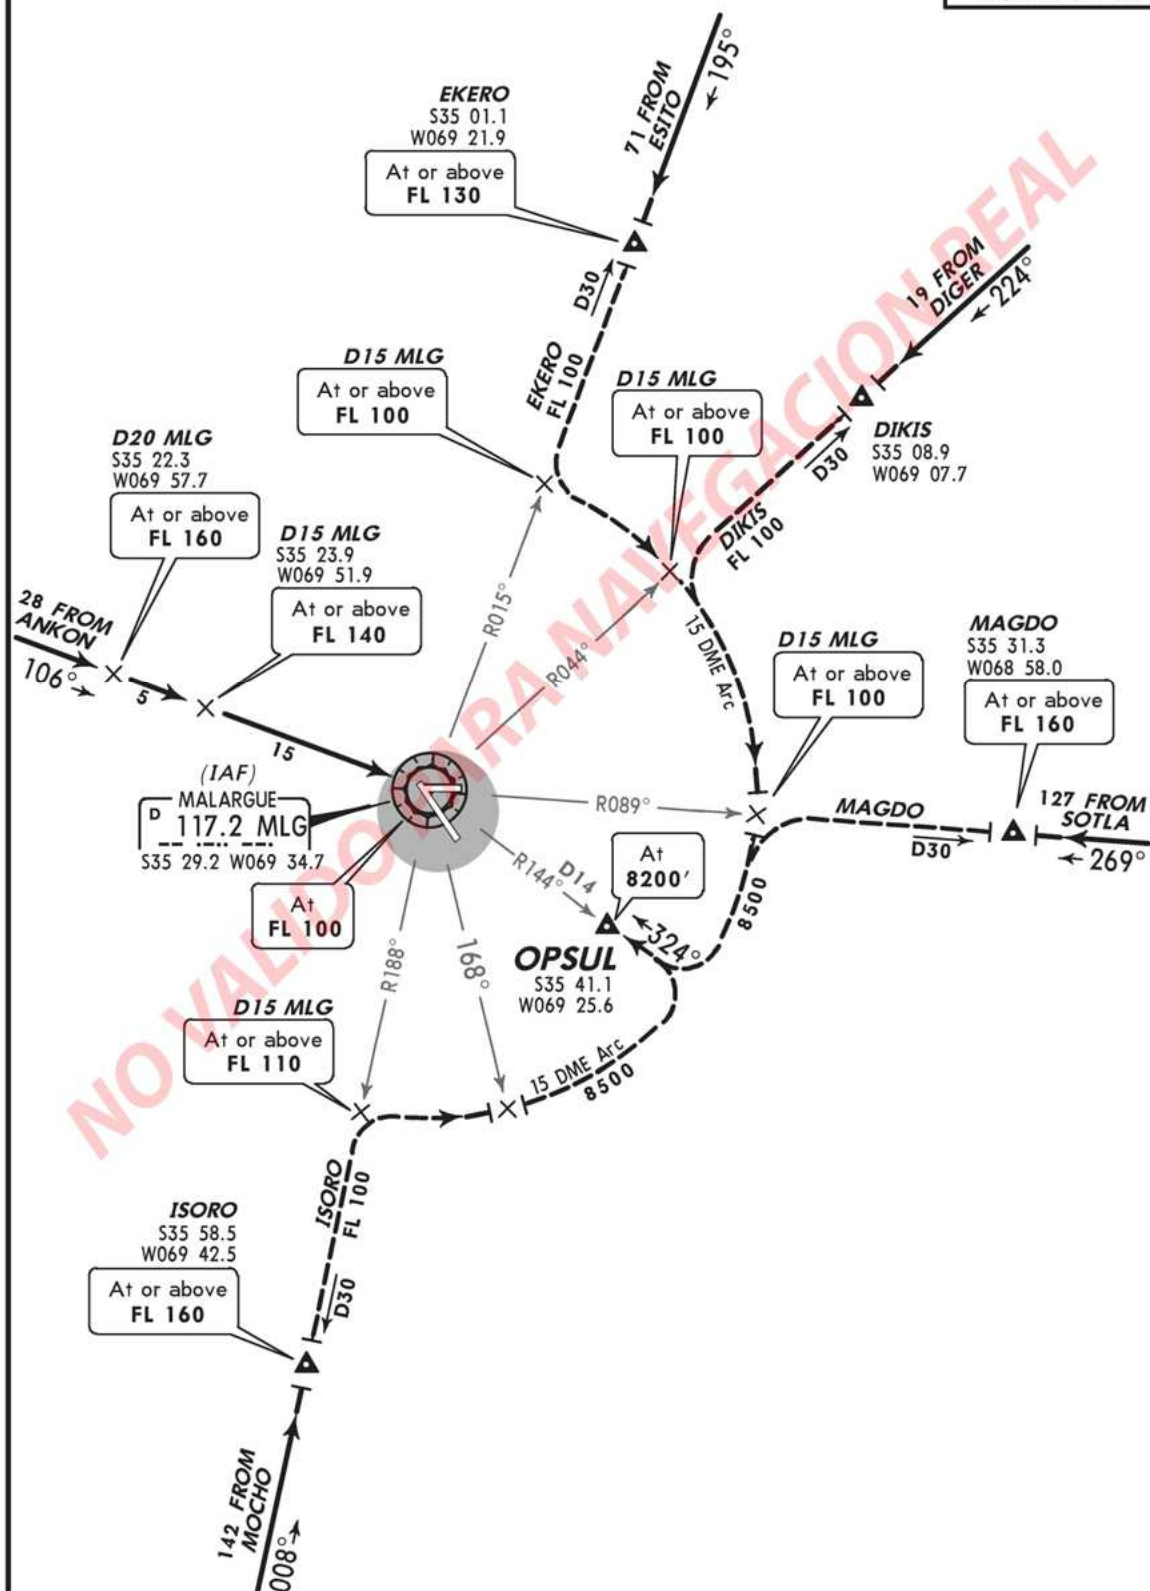 71 FROM
ESITO
←195°
EKERO
S35 01.1
W069 21.9
At or above
FL 130
D30
EKERO
FL 100
19 FROM
DIGER
←224°
D15 MLG
At or above
FL 100
D15 MLG
At or above
FL 100
DIKIS
S35 08.9
W069 07.7
D30
DIKIS
FL 100
D20 MLG
S35 22.3
W069 57.7
At or above
FL 160
D15 MLG
S35 23.9
W069 51.9
At or above
FL 140
28 FROM
ANKON
106°→
5
15
R015°
R044°
15 DME Arc
D15 MLG
At or above
FL 100
MAGDO
S35 31.3
W068 58.0
At or above
FL 160
(IAF)
MALARGUE
D 117.2 MLG
S35 29.2 W069 34.7
At
FL 100
R089°
MAGDO
D30
127 FROM
SOTLA
←269°
R144°
D14
At
8200'
8500
←324°
OPSUL
S35 41.1
W069 25.6
R188°
168°
D15 MLG
At or above
FL 110
15 DME Arc
8500
ISORO
FL 100
ISORO
S35 58.5
W069 42.5
At or above
FL 160
D30
142 FROM
MOCHO
008°→
NO VALIDO PARA NAVEGACION REAL